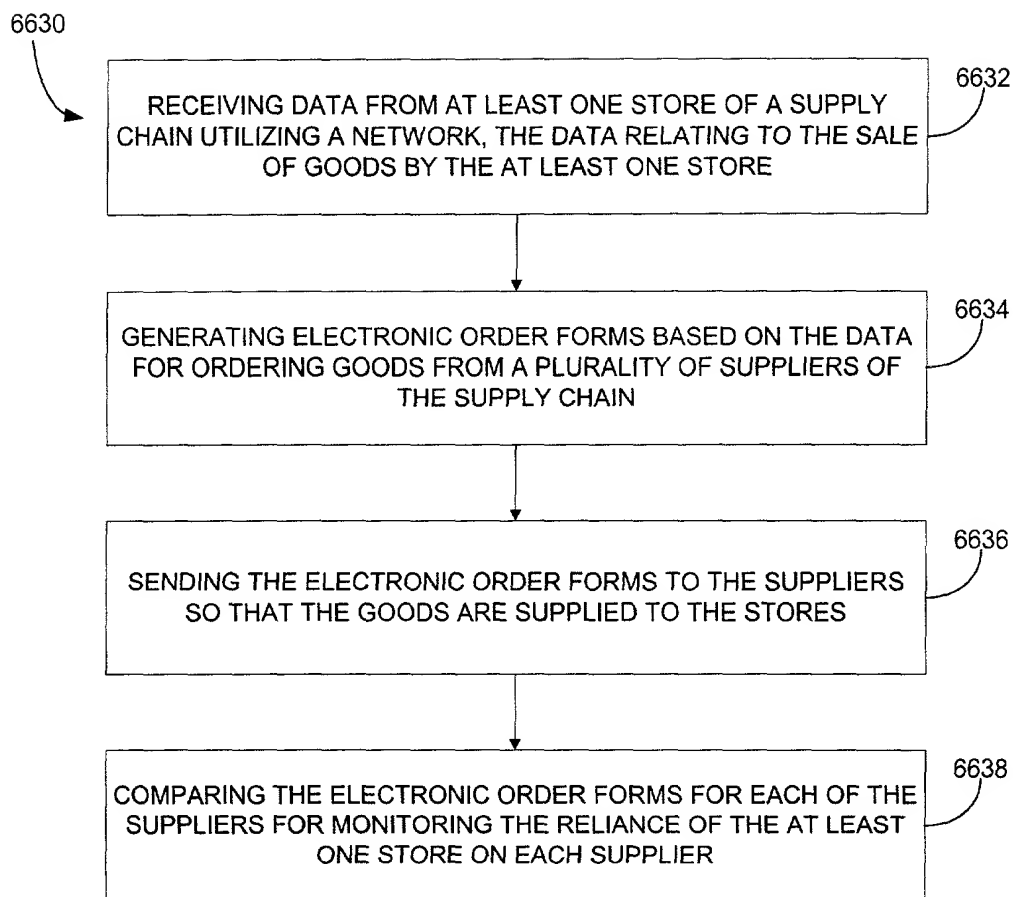 6630
RECEIVING DATA FROM AT LEAST ONE STORE OF A SUPPLY
CHAIN UTILIZING A NETWORK, THE DATA RELATING TO THE SALE
OF GOODS BY THE AT LEAST ONE STORE
6632
GENERATING ELECTRONIC ORDER FORMS BASED ON THE DATA
FOR ORDERING GOODS FROM A PLURALITY OF SUPPLIERS OF
THE SUPPLY CHAIN
6634
SENDING THE ELECTRONIC ORDER FORMS TO THE SUPPLIERS
SO THAT THE GOODS ARE SUPPLIED TO THE STORES
6636
COMPARING THE ELECTRONIC ORDER FORMS FOR EACH OF THE
SUPPLIERS FOR MONITORING THE RELIANCE OF THE AT LEAST
ONE STORE ON EACH SUPPLIER
6638